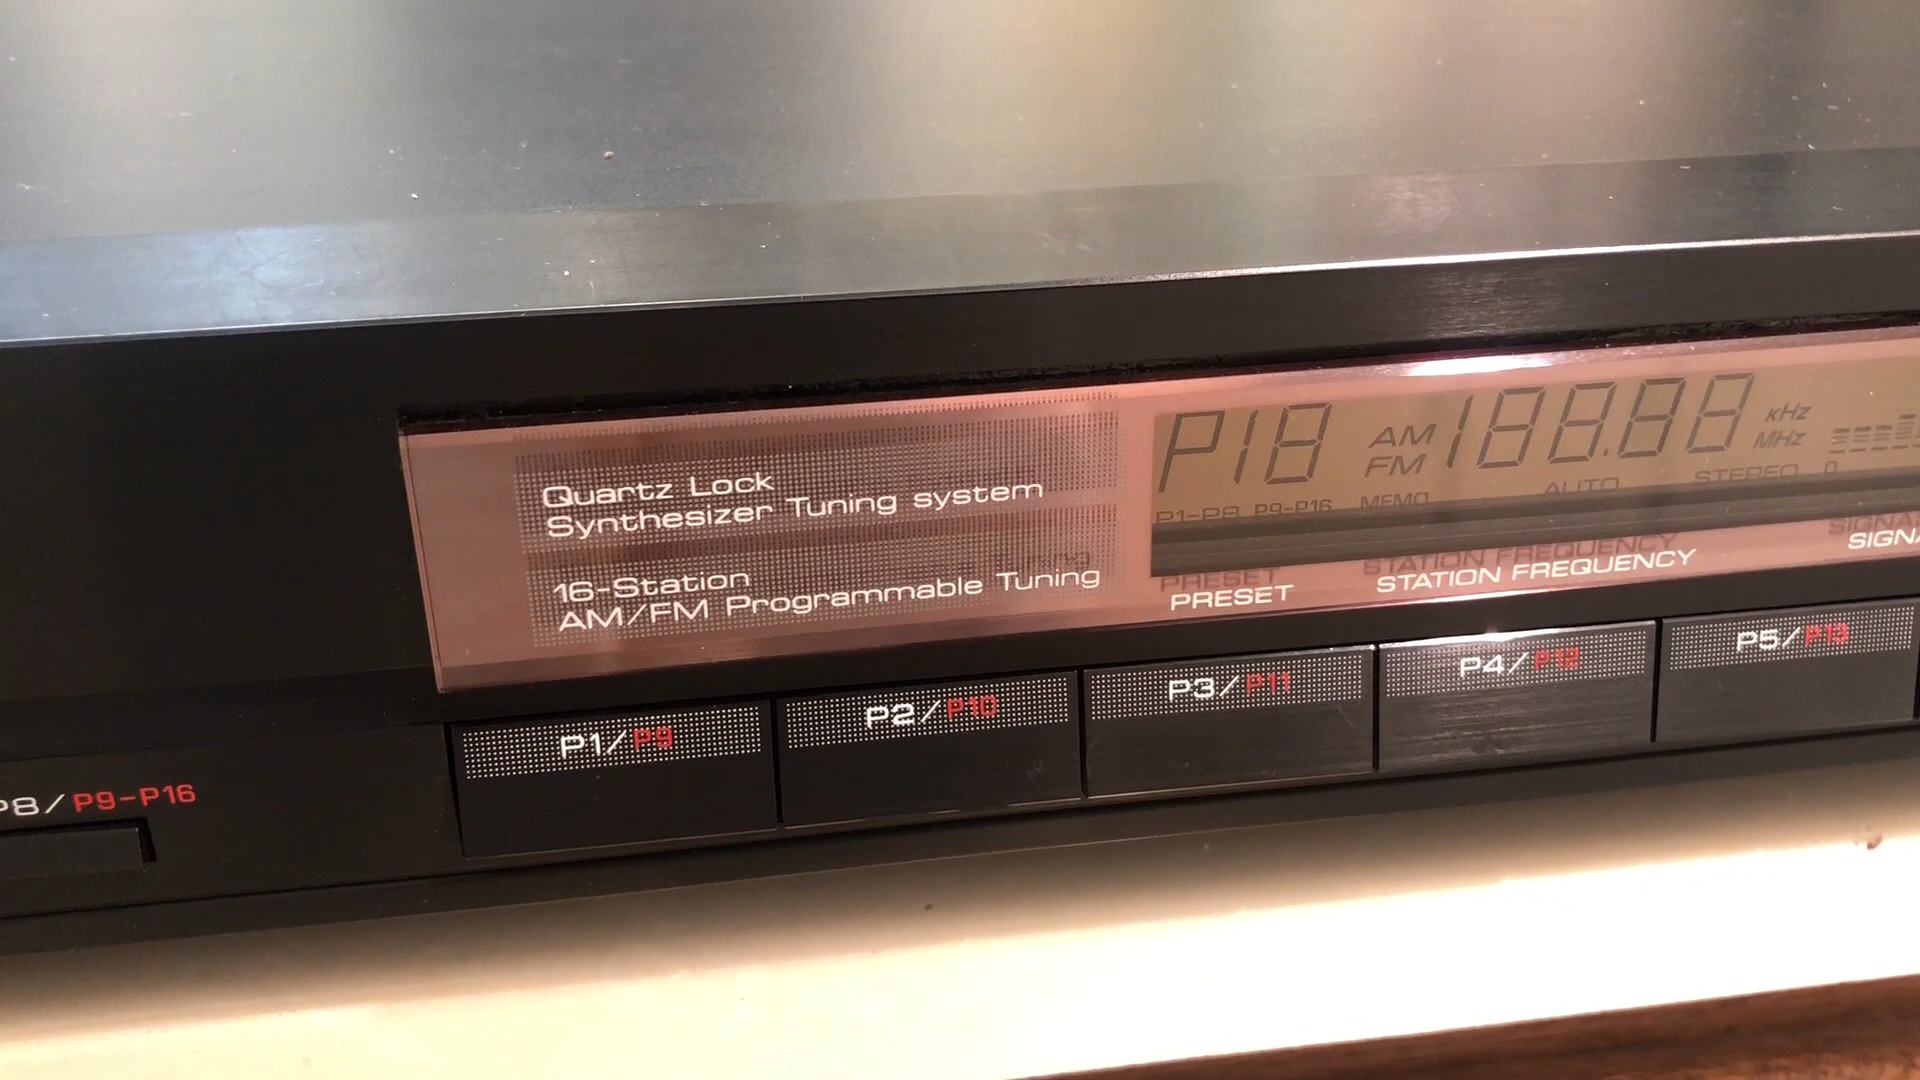 Quartz Lock
Synthesizer Tuning system
16-Station
AM/FM Programmable Tuning
P18 AM FM 188.88 kHz MHz
P1-P8 P9-P16 MEMO AUTO STEREO 0
PRESET STATION FREQUENCY SIGNA
P1/P9 P2/P10 P3/P11 P4/P12 P5/P13
P8/P9-P16